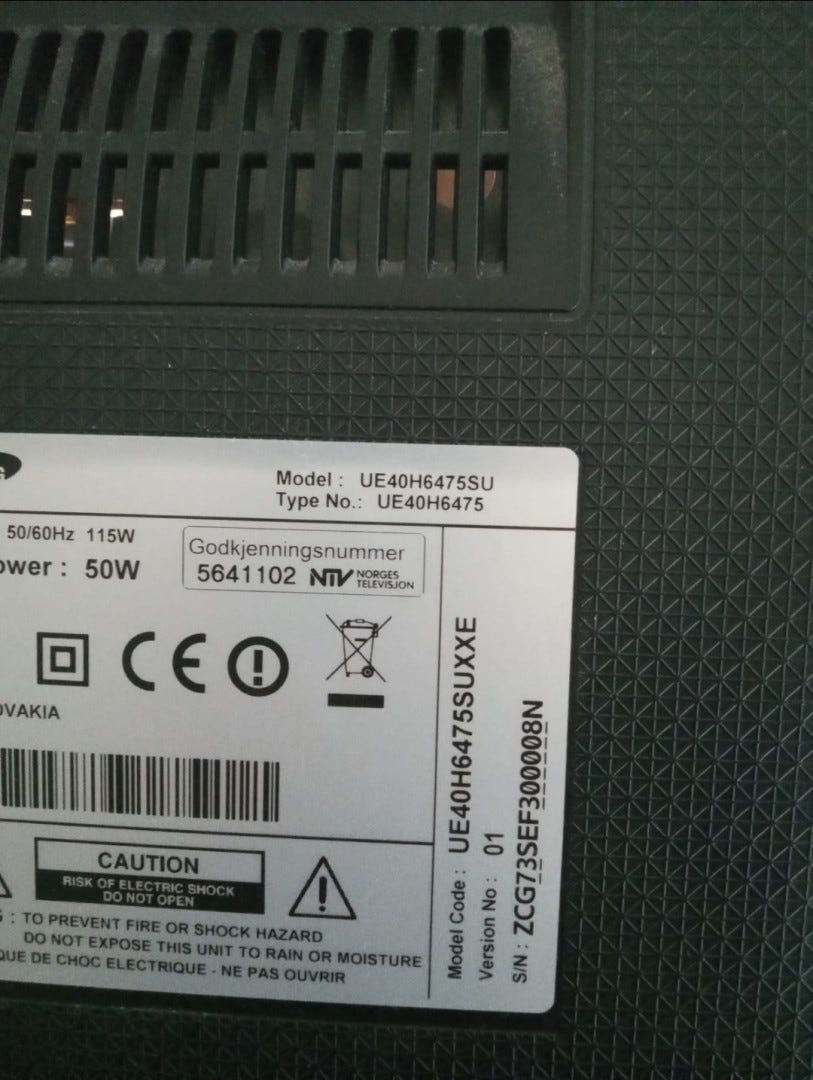 Model : UE40H6475SU
Type No.: UE40H6475
50/60Hz 115W
ower : 50W
Godkjenningsnummer
5641102 NTV NORGES
TELEVISJON
CE
OVAKIA
CAUTION
RISK OF ELECTRIC SHOCK
DO NOT OPEN
G : TO PREVENT FIRE OR SHOCK HAZARD
DO NOT EXPOSE THIS UNIT TO RAIN OR MOISTURE
QUE DE CHOC ELECTRIQUE - NE PAS OUVRIR
Model Code : UE40H6475SUXXE
Version No : 01
S/N : ZCG73SEF300008N